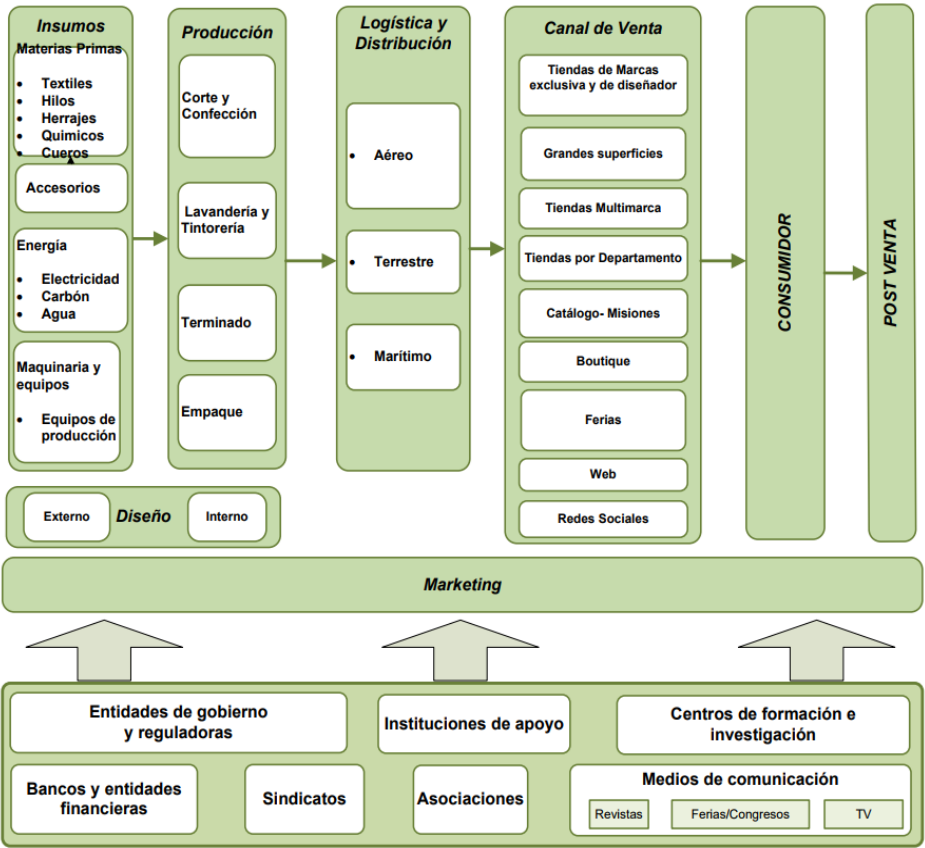 Insumos
Materias Primas
• Textiles
• Hilos
• Herrajes
• Quimicos
• Cueros
Accesorios
Energía
• Electricidad
• Carbón
• Agua
Maquinaria y
equipos
• Equipos de
producción
Producción
Corte y
Confección
Lavandería y
Tintorería
Terminado
Empaque
Logística y
Distribución
• Aéreo
• Terrestre
• Marítimo
Canal de Venta
Tiendas de Marcas
exclusiva y de diseñador
Grandes superficies
Tiendas Multimarca
Tiendas por Departamento
Catálogo- Misiones
Boutique
Ferias
Web
Redes Sociales
CONSUMIDOR
POST VENTA
Externo
Diseño
Interno
Marketing
Entidades de gobierno
y reguladoras
Instituciones de apoyo
Centros de formación e
investigación
Bancos y entidades
financieras
Sindicatos
Asociaciones
Medios de comunicación
Revistas
Ferias/Congresos
TV